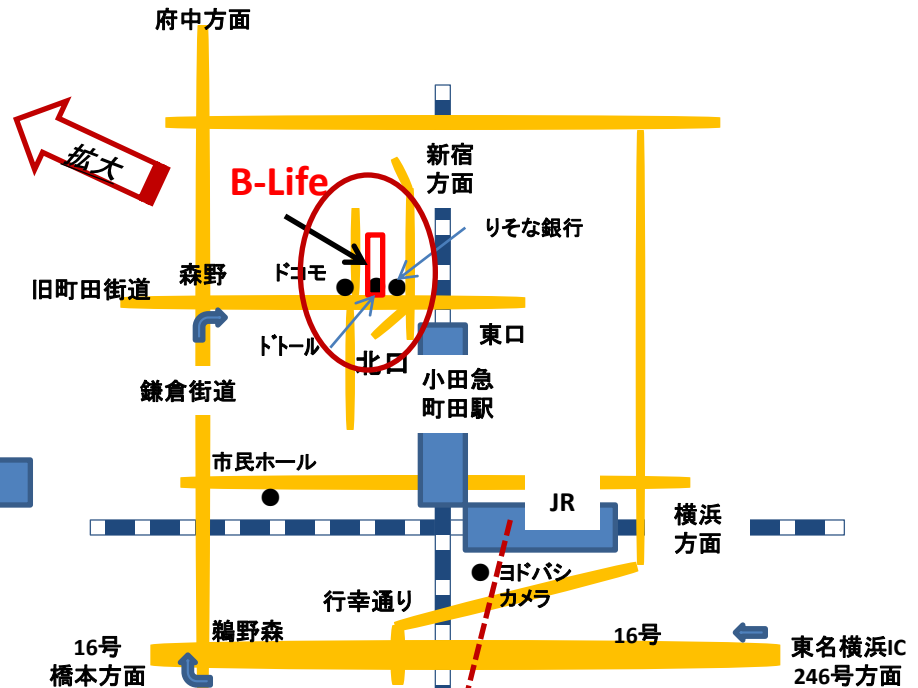 府中方面
拡大
新宿
方面
B-Life
りそな銀行
森野
ドコモ
旧町田街道
ドトール
東口
北口
小田急
町田駅
鎌倉街道
市民ホール
JR
横浜
方面
ヨドバシ
カメラ
行幸通り
鵜野森
16号
16号
橋本方面
東名横浜IC
246号方面